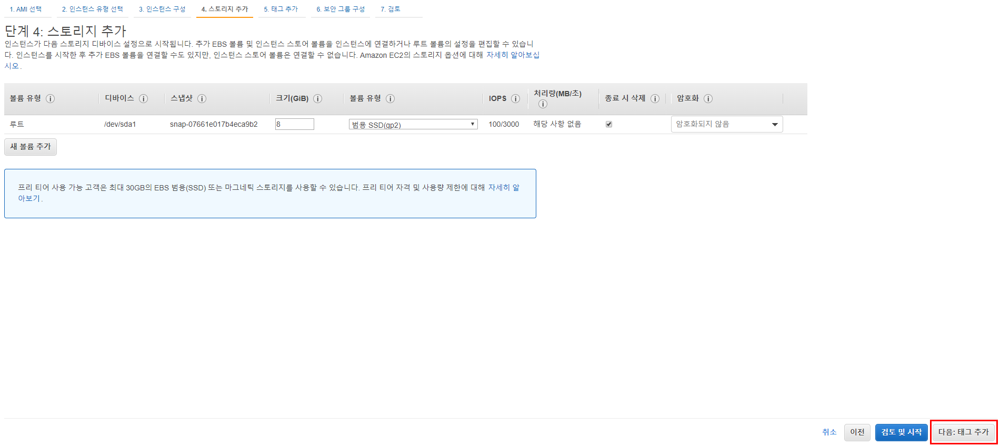 1. AMI 선택 2. 인스턴스 유형 선택 3. 인스턴스 구성 4. 스토리지 추가 5. 태그 추가 6. 보안 그룹 구성 7. 검토
단계 4: 스토리지 추가
인스턴스가 다음 스토리지 디바이스 설정으로 시작됩니다. 추가 EBS 볼륨 및 인스턴스 스토어 볼륨을 인스턴스에 연결하거나 루트 볼륨의 설정을 편집할 수 있습니
다. 인스턴스를 시작한 후 추가 EBS 볼륨을 연결할 수도 있지만, 인스턴스 스토어 볼륨은 연결할 수 없습니다. Amazon EC2의 스토리지 옵션에 대해 자세히 알아보십
시오.
볼륨 유형 i 디바이스 i 스냅샷 i 크기(GiB) i 볼륨 유형 i IOPS i 처리량(MB/초) i 종료 시 삭제 i 암호화 i
루트 /dev/sda1 snap-07661e017b4eca9b2 8 범용 SSD(gp2) 100/3000 해당 사항 없음 암호화되지 않음
새 볼륨 추가
프리 티어 사용 가능 고객은 최대 30GB의 EBS 범용(SSD) 또는 마그네틱 스토리지를 사용할 수 있습니다. 프리 티어 자격 및 사용량 제한에 대해 자세히 알
아보기.
취소 이전 검토 및 시작 다음: 태그 추가